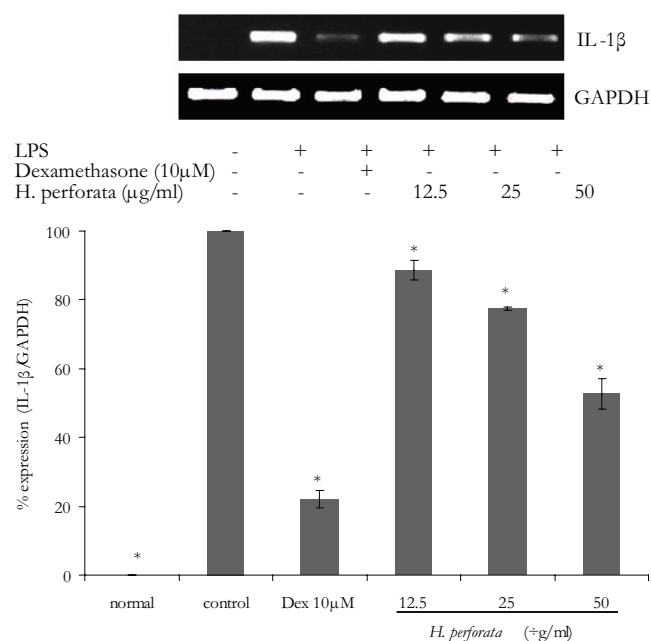 IL-1β
GAPDH
LPS - + + + + +
Dexamethasone (10μM) - - + - - -
H. perforata (μg/ml) - - - 12.5 25 50
% expression (IL-1β/GAPDH)
100
80
60
40
20
0
* * * * *
normal control Dex 10μM 12.5 25 50
H. perforata (÷g/ml)